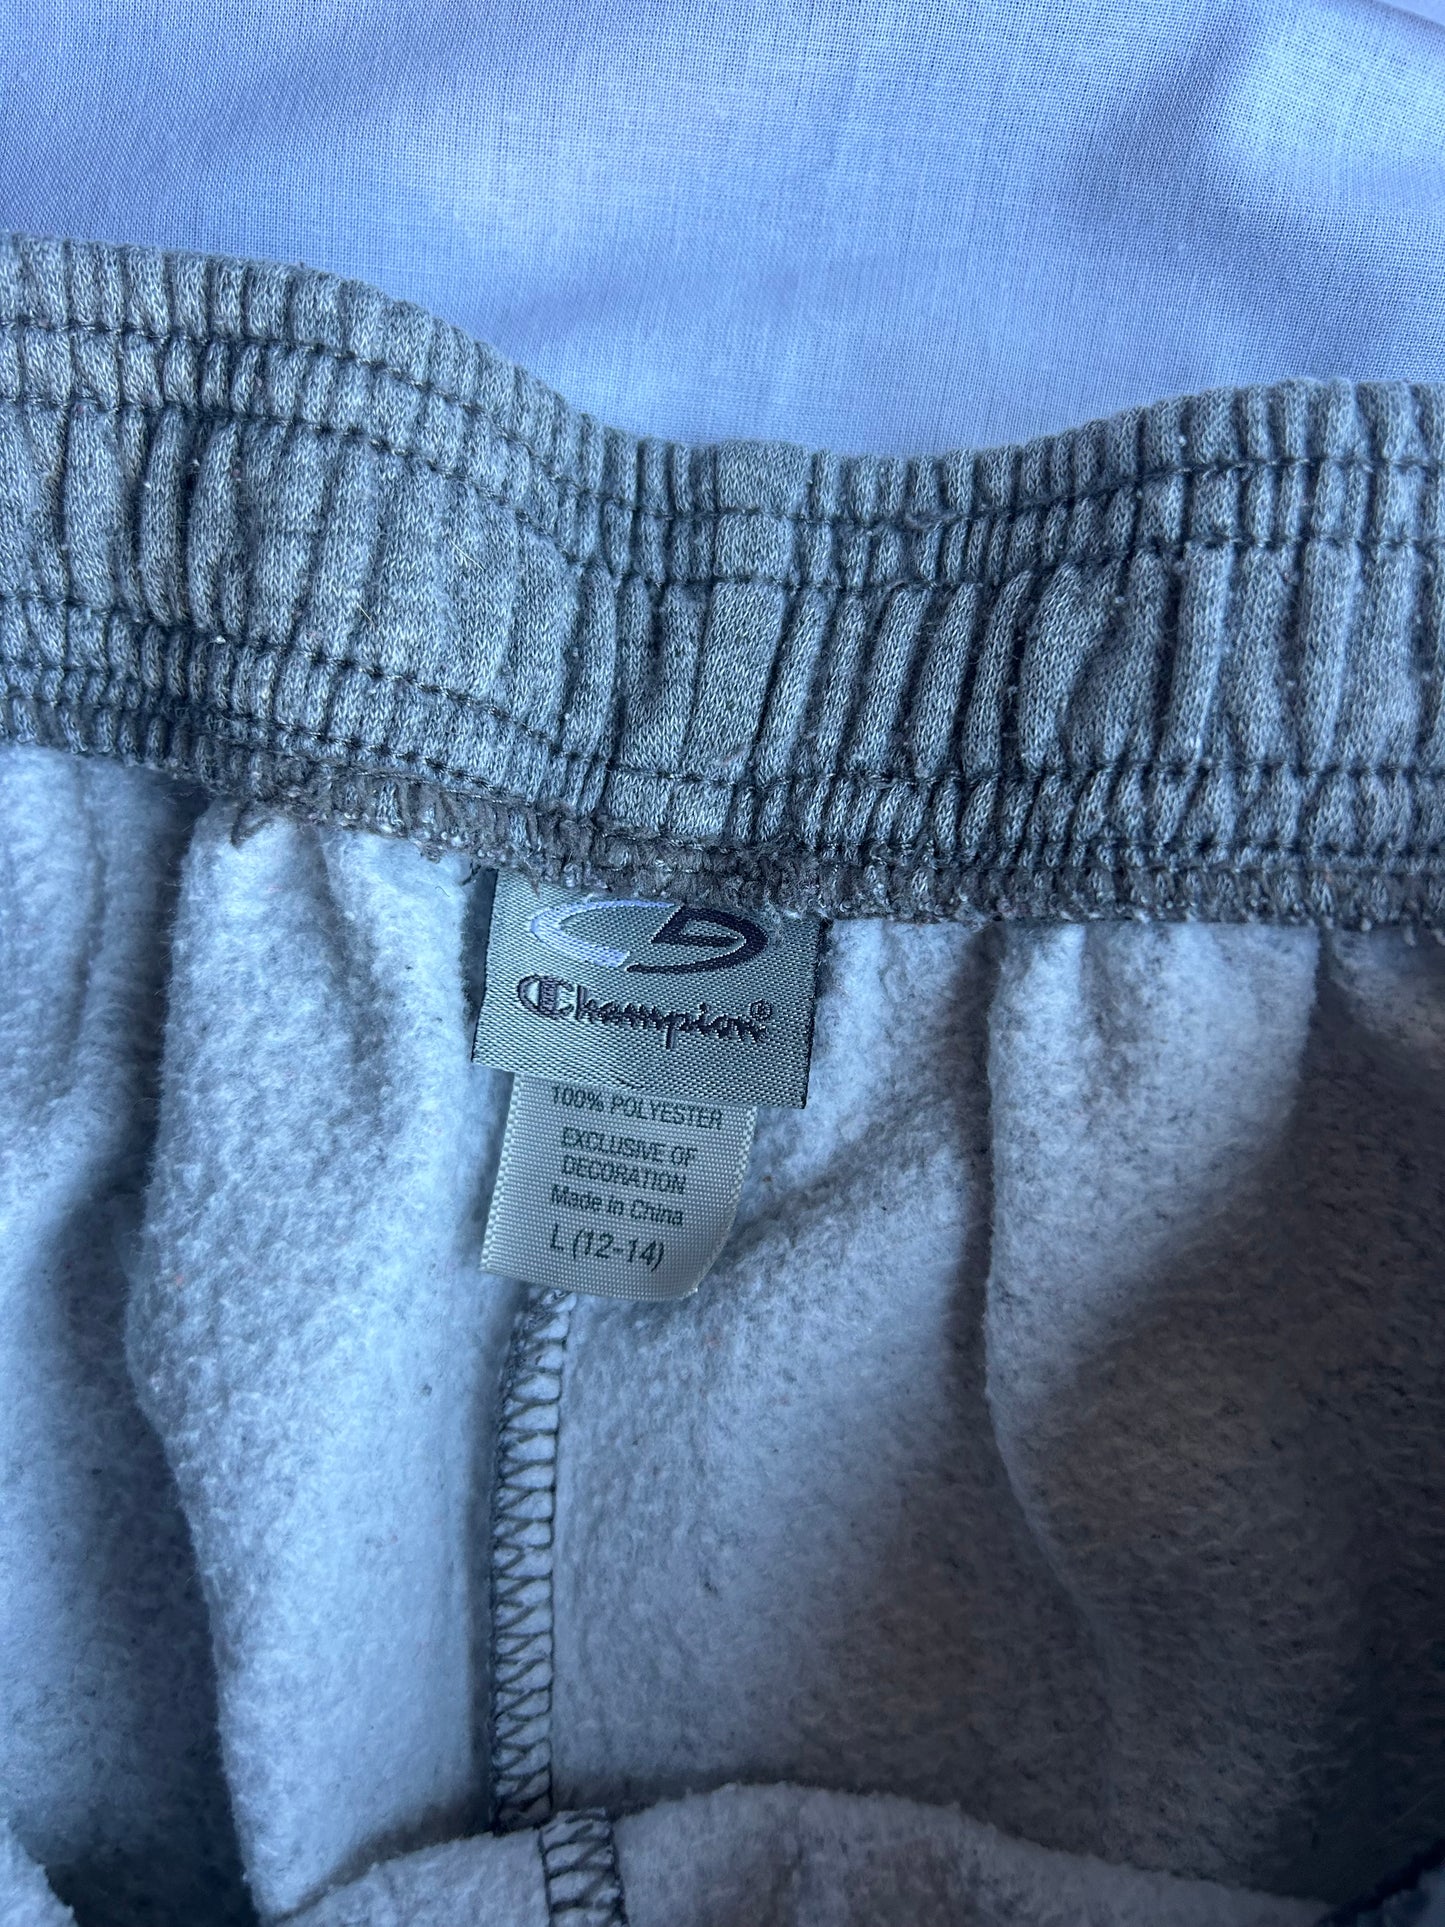 Champion®
100% POLYESTER
EXCLUSIVE OF
DECORATION
Made in China
L (12-14)